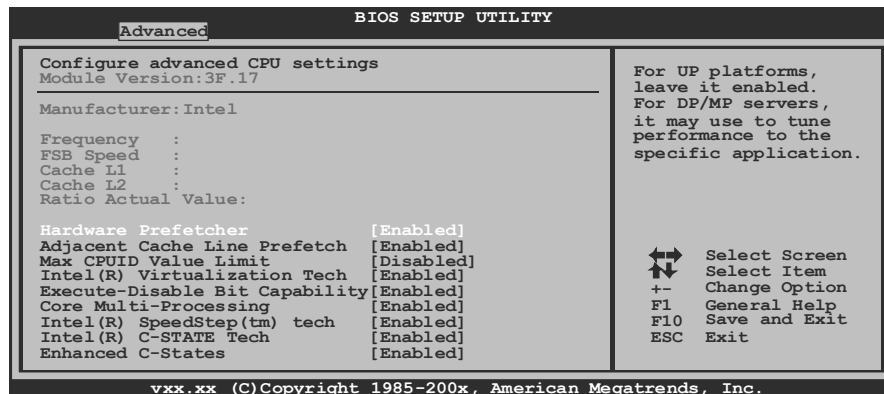 BIOS SETUP UTILITY
Advanced
Configure advanced CPU settings
Module Version:3F.17
Manufacturer:Intel
Frequency :
FSB Speed :
Cache L1 :
Cache L2 :
Ratio Actual Value:
Hardware Prefetcher [Enabled]
Adjacent Cache Line Prefetch [Enabled]
Max CPUID Value Limit [Disabled]
Intel(R) Virtualization Tech [Enabled]
Execute-Disable Bit Capability[Enabled]
Core Multi-Processing [Enabled]
Intel(R) SpeedStep(tm) tech [Enabled]
Intel(R) C-STATE Tech [Enabled]
Enhanced C-States [Enabled]
For UP platforms,
leave it enabled.
For DP/MP servers,
it may use to tune
performance to the
specific application.
Select Screen
Select Item
+- Change Option
F1 General Help
F10 Save and Exit
ESC Exit
vxx.xx (C)Copyright 1985-200x, American Megatrends, Inc.